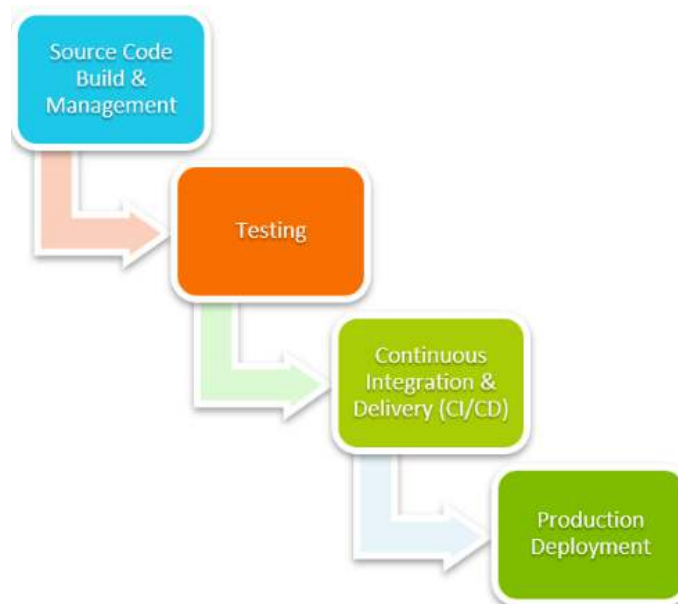 Source Code
Build &
Management
Testing
Continuous
Integration &
Delivery (CI/CD)
Production
Deployment